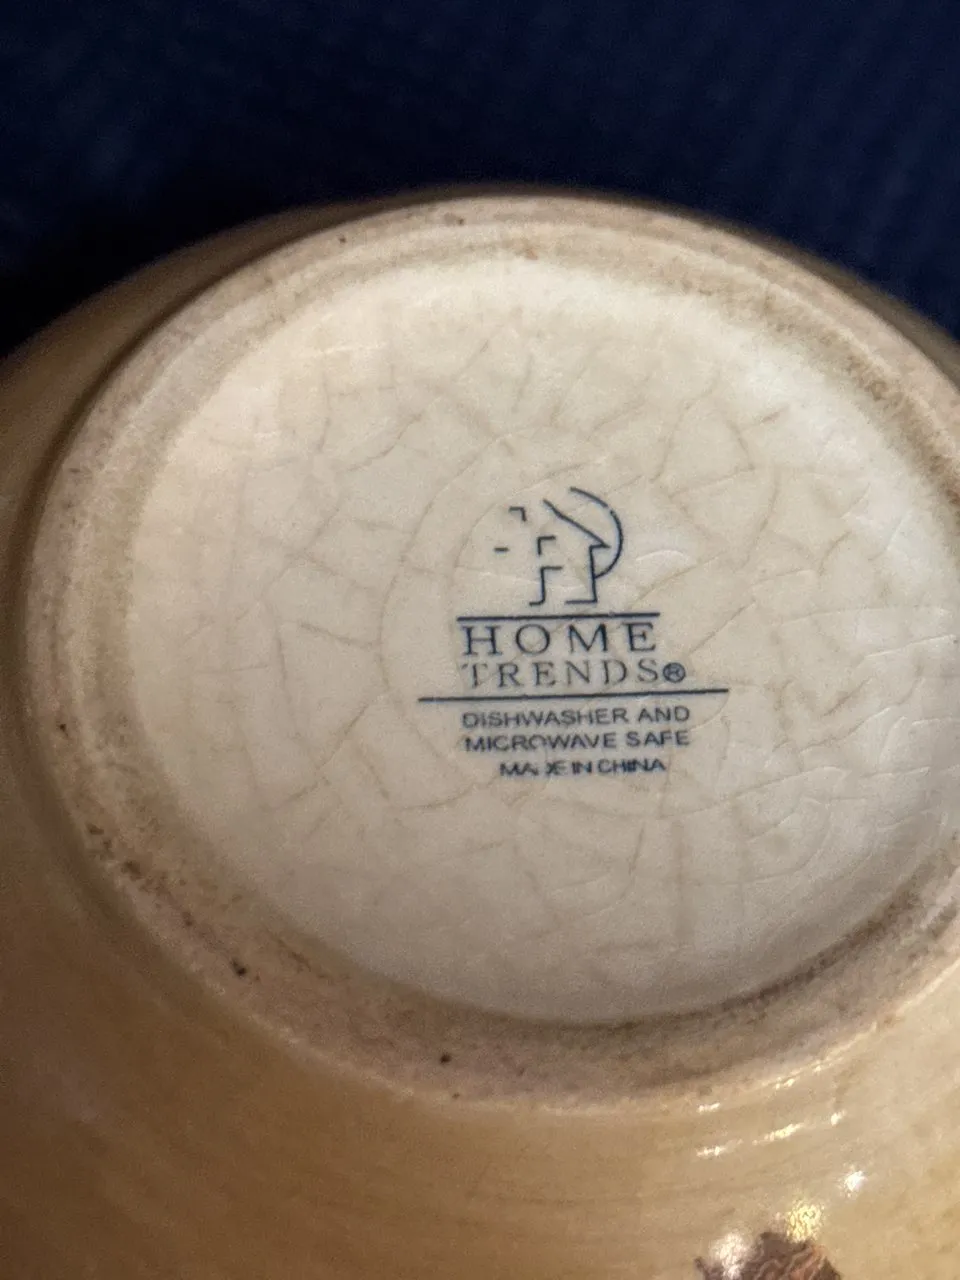 HOME
TRENDS®
DISHWASHER AND
MICROWAVE SAFE
MADE IN CHINA